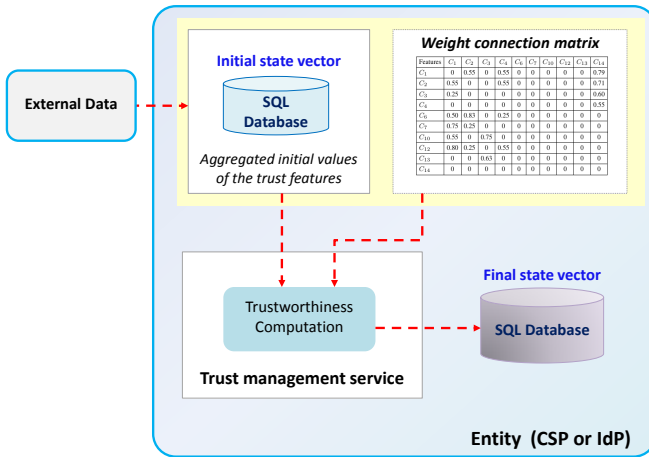 External Data
Initial state vector
SQL
Database
Aggregated initial values
of the trust features
Weight connection matrix
Features C1 C2 C3 C4 C6 C7 C10 C12 C13 C14
C1 0 0.55 0 0.55 0 0 0 0 0 0.79
C2 0.55 0 0 0.55 0 0 0 0 0 0.71
C3 0.25 0 0 0 0 0 0 0 0 0.60
C4 0 0 0 0 0 0 0 0 0 0.55
C6 0.50 0.83 0 0.25 0 0 0 0 0 0
C7 0.75 0.25 0 0 0 0 0 0 0 0
C10 0.55 0 0.75 0 0 0 0 0 0 0
C12 0.80 0.25 0 0.55 0 0 0 0 0 0
C13 0 0 0.63 0 0 0 0 0 0 0
C14 0 0 0 0 0 0 0 0 0 0
Trustworthiness
Computation
Trust management service
Final state vector
SQL Database
Entity (CSP or IdP)